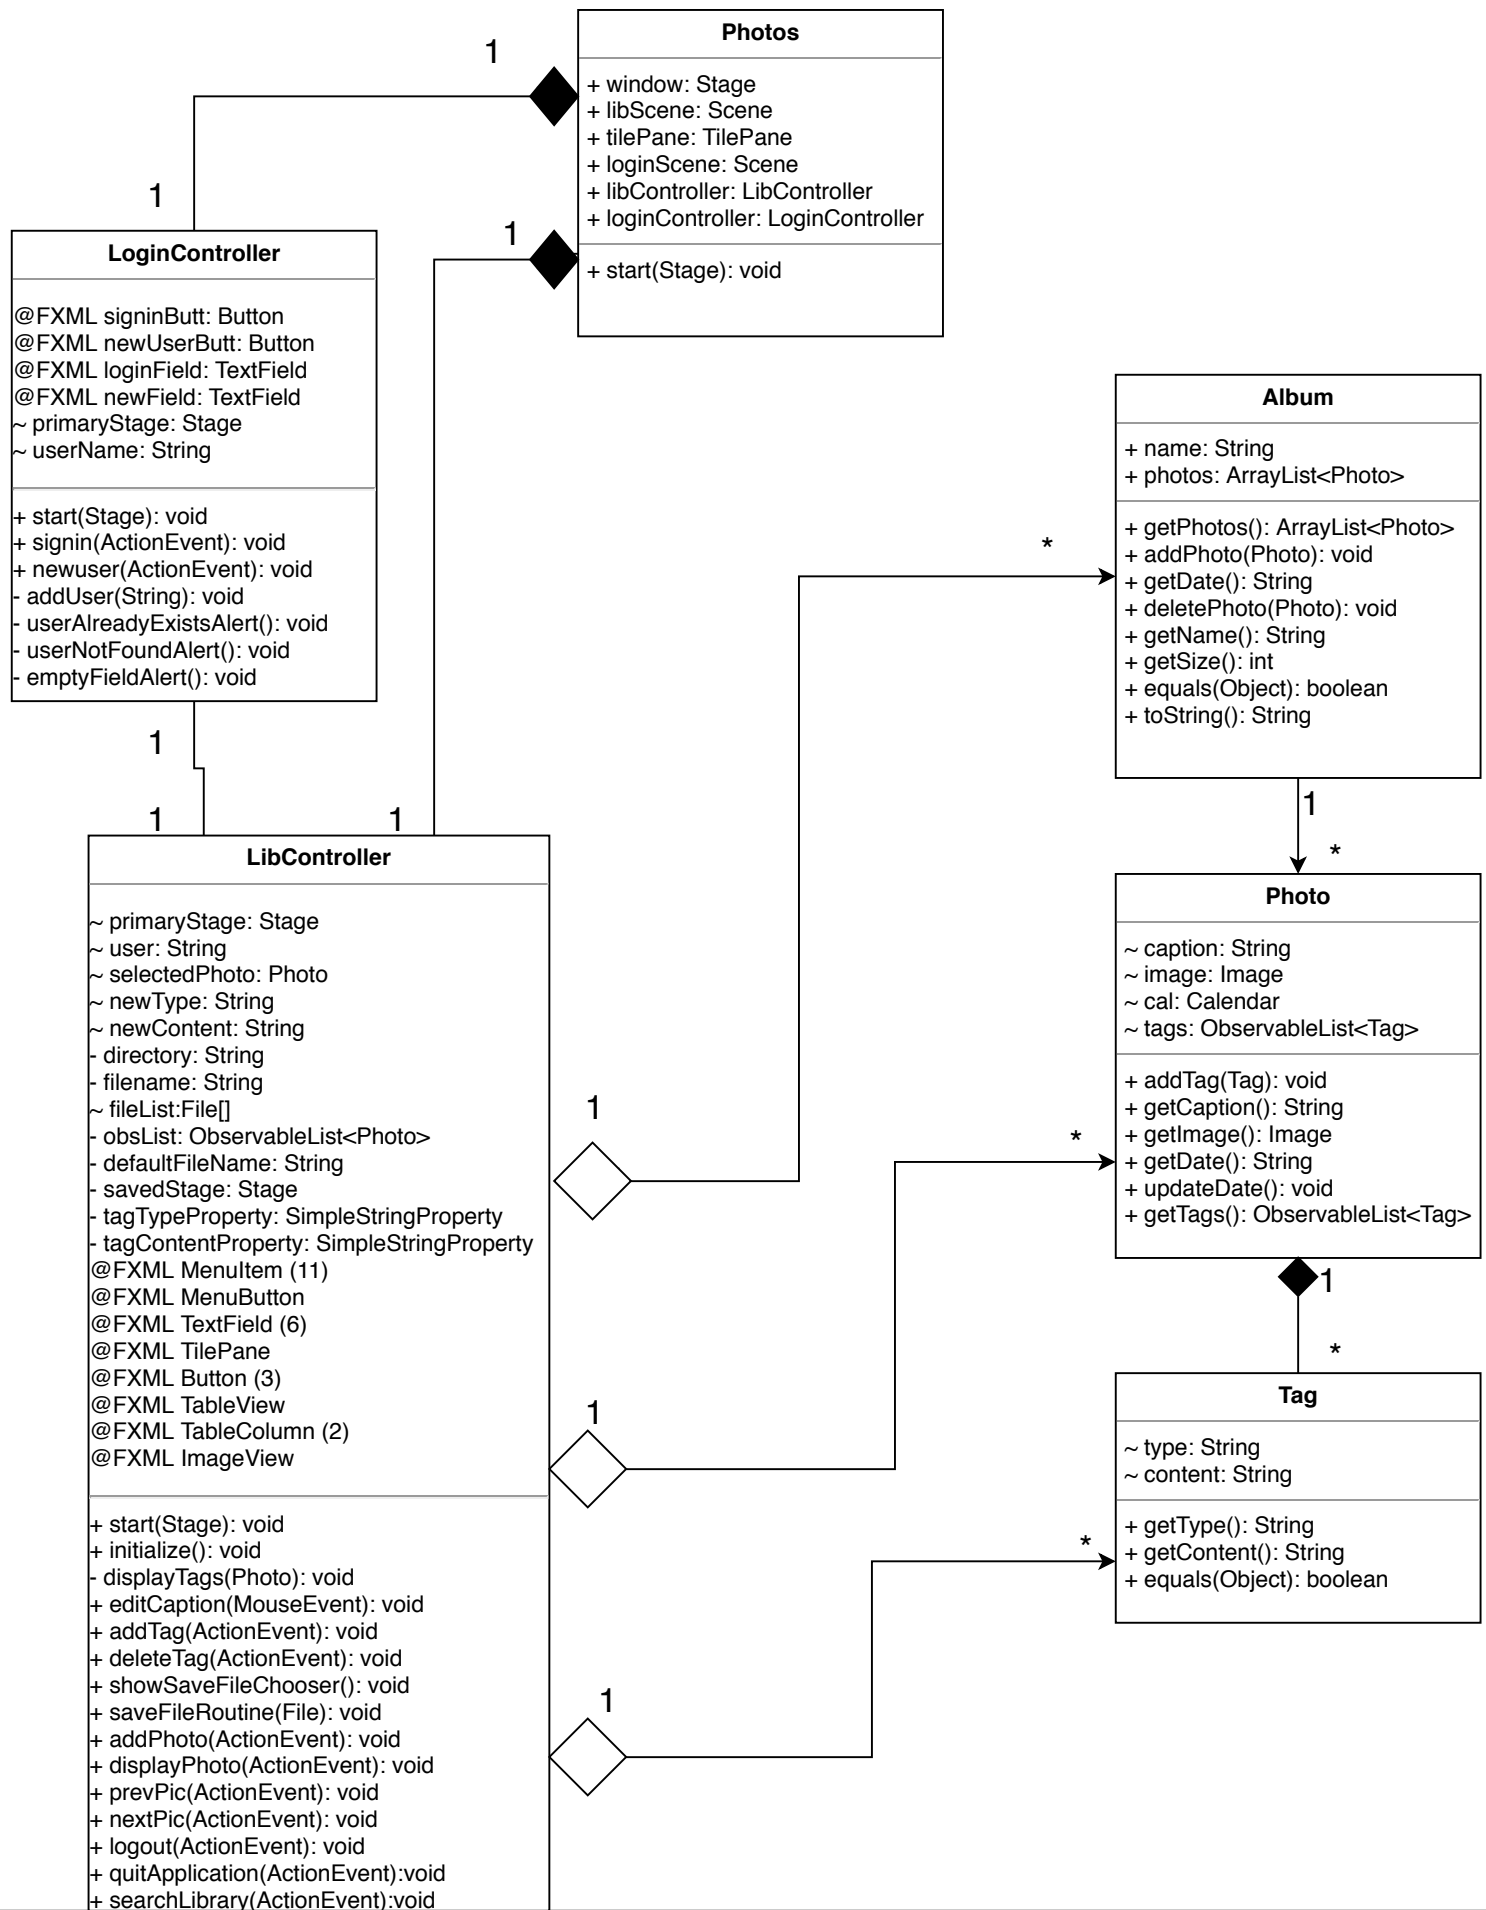 Photos
+ window: Stage
+ libScene: Scene
+ tilePane: TilePane
+ loginScene: Scene
+ libController: LibController
+ loginController: LoginController
+ start(Stage): void
1
1
1
LoginController
@FXML signinButt: Button
@FXML newUserButt: Button
@FXML loginField: TextField
@FXML newField: TextField
~ primaryStage: Stage
~ userName: String
+ start(Stage): void
+ signin(ActionEvent): void
+ newuser(ActionEvent): void
- addUser(String): void
- userAlreadyExistsAlert(): void
- userNotFoundAlert(): void
- emptyFieldAlert(): void
1
1
1
LibController
~ primaryStage: Stage
~ user: String
~ selectedPhoto: Photo
~ newType: String
~ newContent: String
- directory: String
- filename: String
~ fileList:File[]
- obsList: ObservableList<Photo>
- defaultFileName: String
- savedStage: Stage
- tagTypeProperty: SimpleStringProperty
- tagContentProperty: SimpleStringProperty
@FXML MenuItem (11)
@FXML MenuButton
@FXML TextField (6)
@FXML TilePane
@FXML Button (3)
@FXML TableView
@FXML TableColumn (2)
@FXML ImageView
+ start(Stage): void
+ initialize(): void
- displayTags(Photo): void
+ editCaption(MouseEvent): void
+ addTag(ActionEvent): void
+ deleteTag(ActionEvent): void
+ showSaveFileChooser(): void
+ saveFileRoutine(File): void
+ addPhoto(ActionEvent): void
+ displayPhoto(ActionEvent): void
+ prevPic(ActionEvent): void
+ nextPic(ActionEvent): void
+ logout(ActionEvent): void
+ quitApplication(ActionEvent):void
+ searchLibrary(ActionEvent):void
1
*
1
*
1
*
Album
+ name: String
+ photos: ArrayList<Photo>
+ getPhotos(): ArrayList<Photo>
+ addPhoto(Photo): void
+ getDate(): String
+ deletePhoto(Photo): void
+ getName(): String
+ getSize(): int
+ equals(Object): boolean
+ toString(): String
1
*
Photo
~ caption: String
~ image: Image
~ cal: Calendar
~ tags: ObservableList<Tag>
+ addTag(Tag): void
+ getCaption(): String
+ getImage(): Image
+ getDate(): String
+ updateDate(): void
+ getTags(): ObservableList<Tag>
1
*
Tag
~ type: String
~ content: String
+ getType(): String
+ getContent(): String
+ equals(Object): boolean